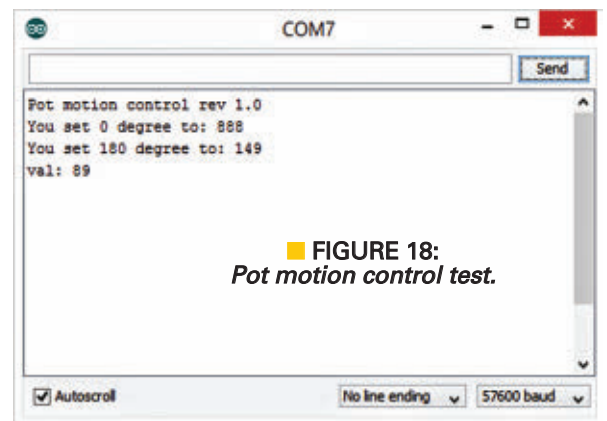 COM7
Send
Pot motion control rev 1.0
You set 0 degree to: 888
You set 180 degree to: 149
val: 89
FIGURE 18:
Pot motion control test.
Autoscroll
No line ending
57600 baud